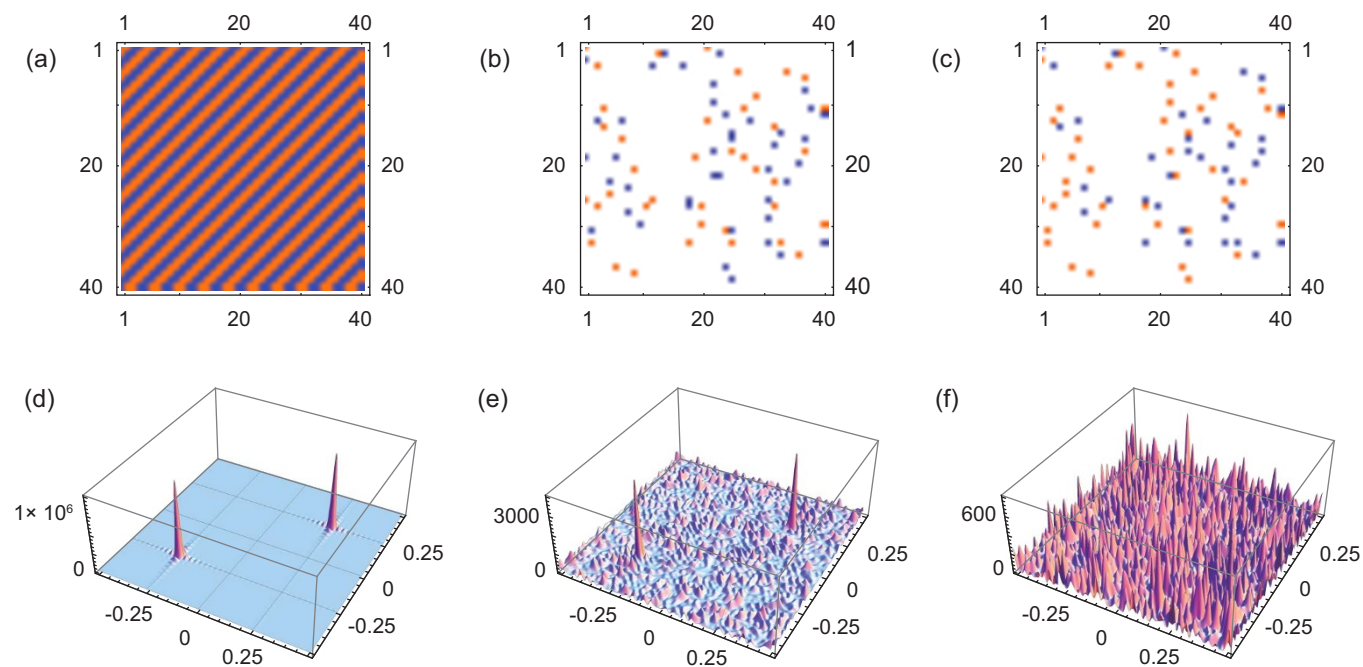 1 20 40 1 20 40 1 20 40
(a) 1 1 (b) 1 1 (c) 1 1
20 20 20 20 20 20
40 40 40 40 40 40
1 20 40 1 20 40 1 20 40
(d) (e) (f)
1× 10⁶ 3000 600
0 0.25 0 0.25 0 0.25
0 0 0
-0.25 -0.25 -0.25 -0.25 -0.25 -0.25
0 0 0
0.25 0.25 0.25